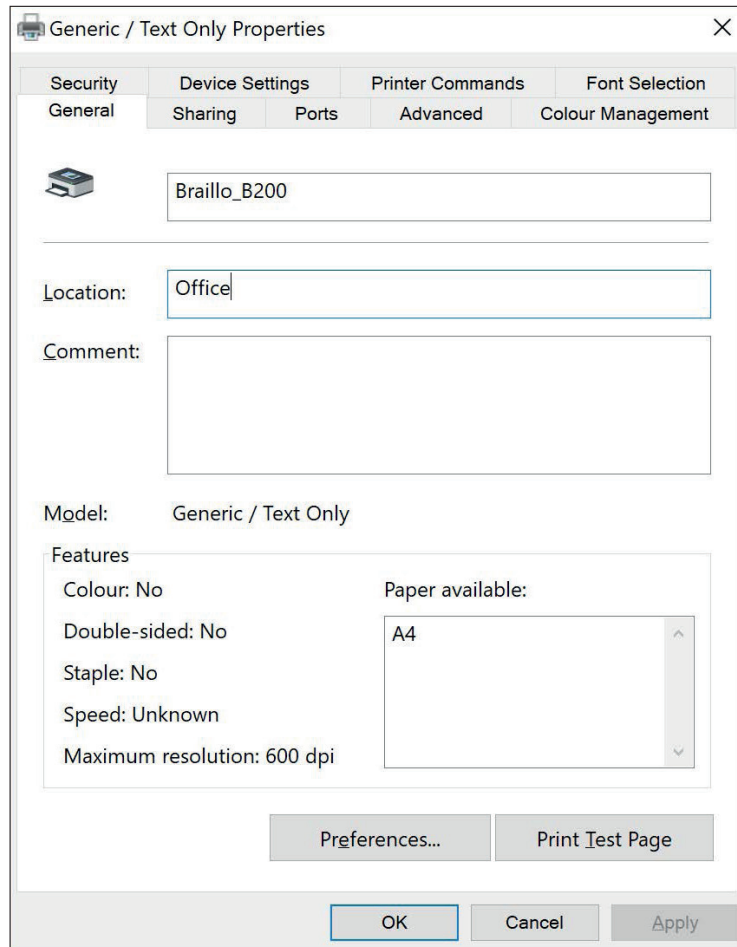 Generic / Text Only Properties
Security Device Settings Printer Commands Font Selection
General Sharing Ports Advanced Colour Management
Braillo_B200
Location: Office
Comment:
Model: Generic / Text Only
Features
Colour: No Paper available:
Double-sided: No A4
Staple: No
Speed: Unknown
Maximum resolution: 600 dpi
Preferences... Print Test Page
OK Cancel Apply